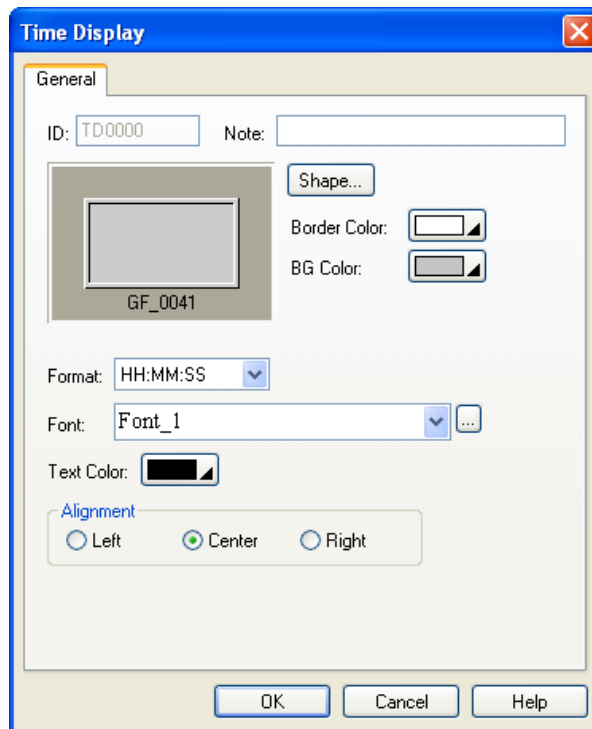 Time Display
General
ID: TD0000 Note:
Shape...
Border Color:
BG Color:
GF_0041
Format: HH:MM:SS
Font: Font_1 ...
Text Color:
Alignment
Left Center Right
OK Cancel Help